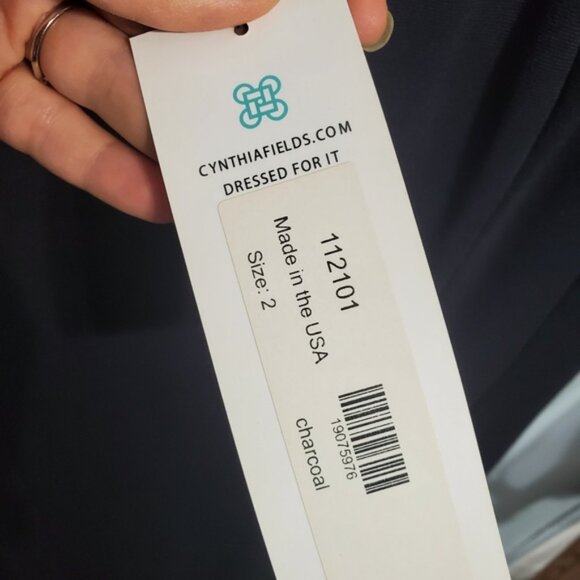 CYNTHIAFIELDS.COM
DRESSED FOR IT
112101
Made in the USA
Size: 2
19075976
charcoal